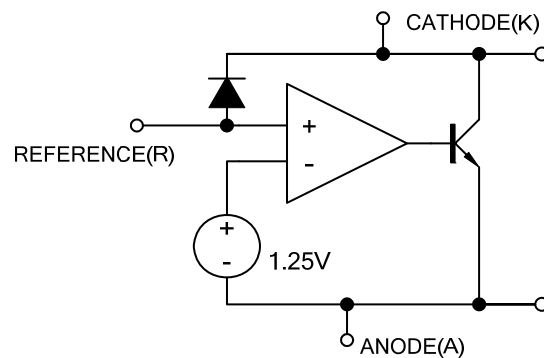 CATHODE(K)
REFERENCE(R)
+
-
+
-
1.25V
ANODE(A)